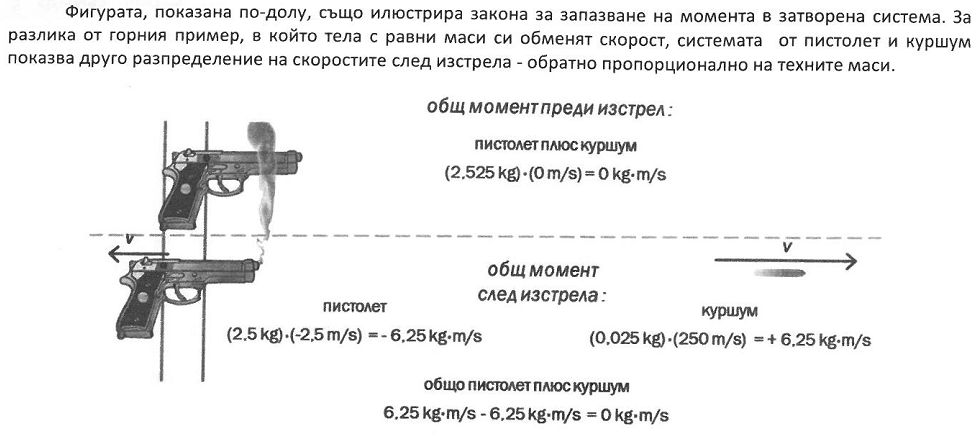 Фигурата, показана по-долу, също илюстрира закона за запазване на момента в затворена система. За
разлика от горния пример, в който тела с равни маси си обменят скорост, системата от пистолет и куршум
показва друго разпределение на скоростите след изстрела - обратно пропорционално на техните маси.
общ момент преди изстрел:
пистолет плюс куршум
(2,525 kg)·(0 m/s) = 0 kg·m/s
v
v
общ момент
след изстрела:
пистолет
(2,5 kg)·(-2,5 m/s) = - 6,25 kg·m/s
куршум
(0,025 kg)·(250 m/s) = + 6,25 kg·m/s
общо пистолет плюс куршум
6,25 kg·m/s - 6,25 kg·m/s = 0 kg·m/s